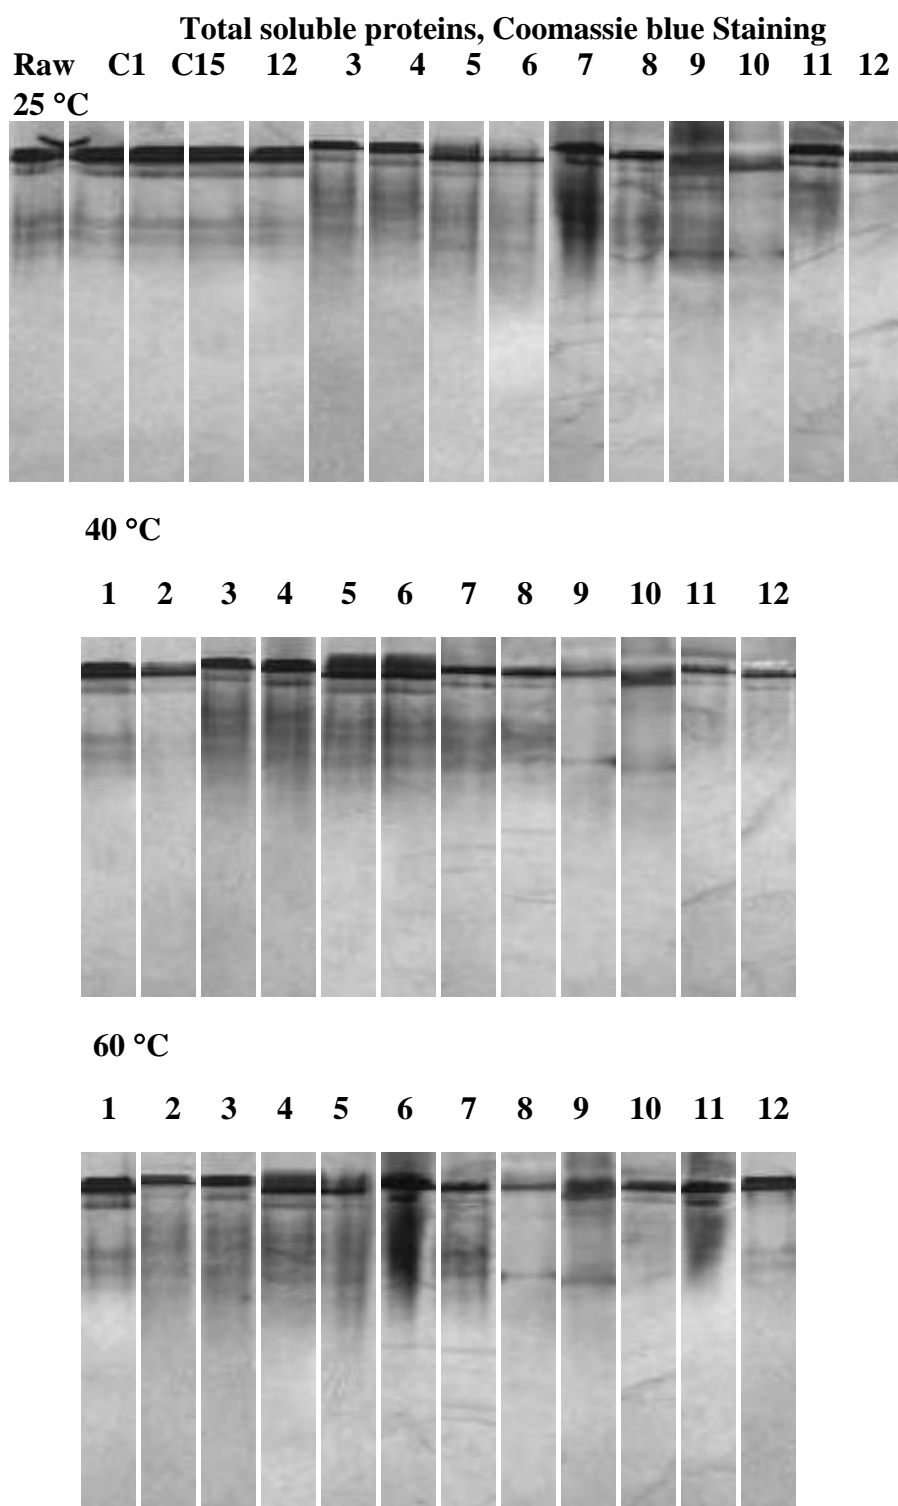 Total soluble proteins, Coomassie blue Staining
Raw C1 C15 12 3 4 5 6 7 8 9 10 11 12
25 °C
40 °C
1 2 3 4 5 6 7 8 9 10 11 12
60 °C
1 2 3 4 5 6 7 8 9 10 11 12